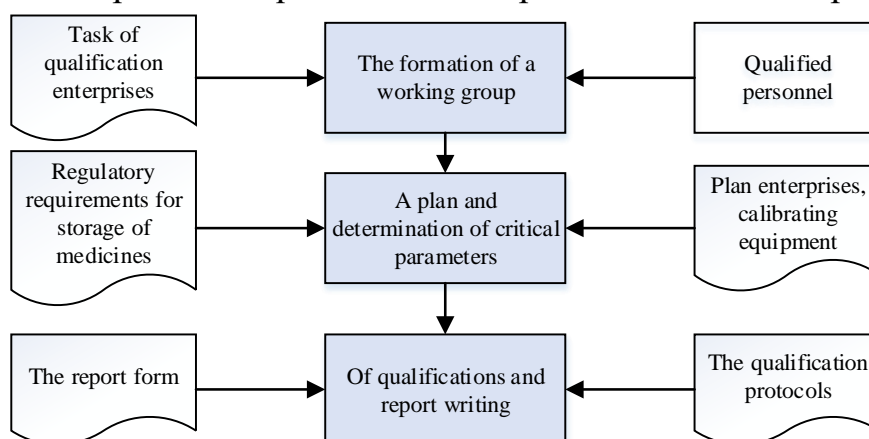 Task of
qualification
enterprises
The formation of a
working group
Qualified
personnel
Regulatory
requirements for
storage of
medicines
A plan and
determination of critical
parameters
Plan enterprises,
calibrating
equipment
The report form
Of qualifications and
report writing
The qualification
protocols